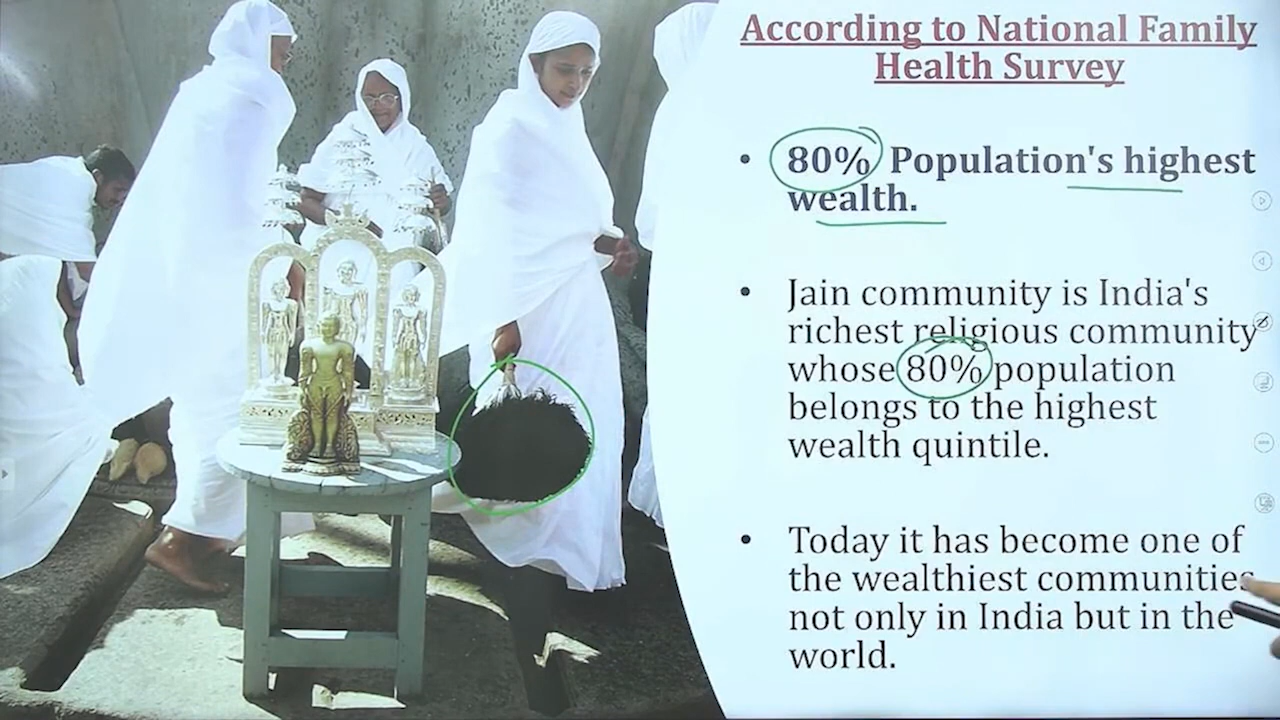 According to National Family
Health Survey
• 80% Population's highest
wealth.
• Jain community is India's
richest religious community
whose 80% population
belongs to the highest
wealth quintile.
• Today it has become one of
the wealthiest communities
not only in India but in the
world.